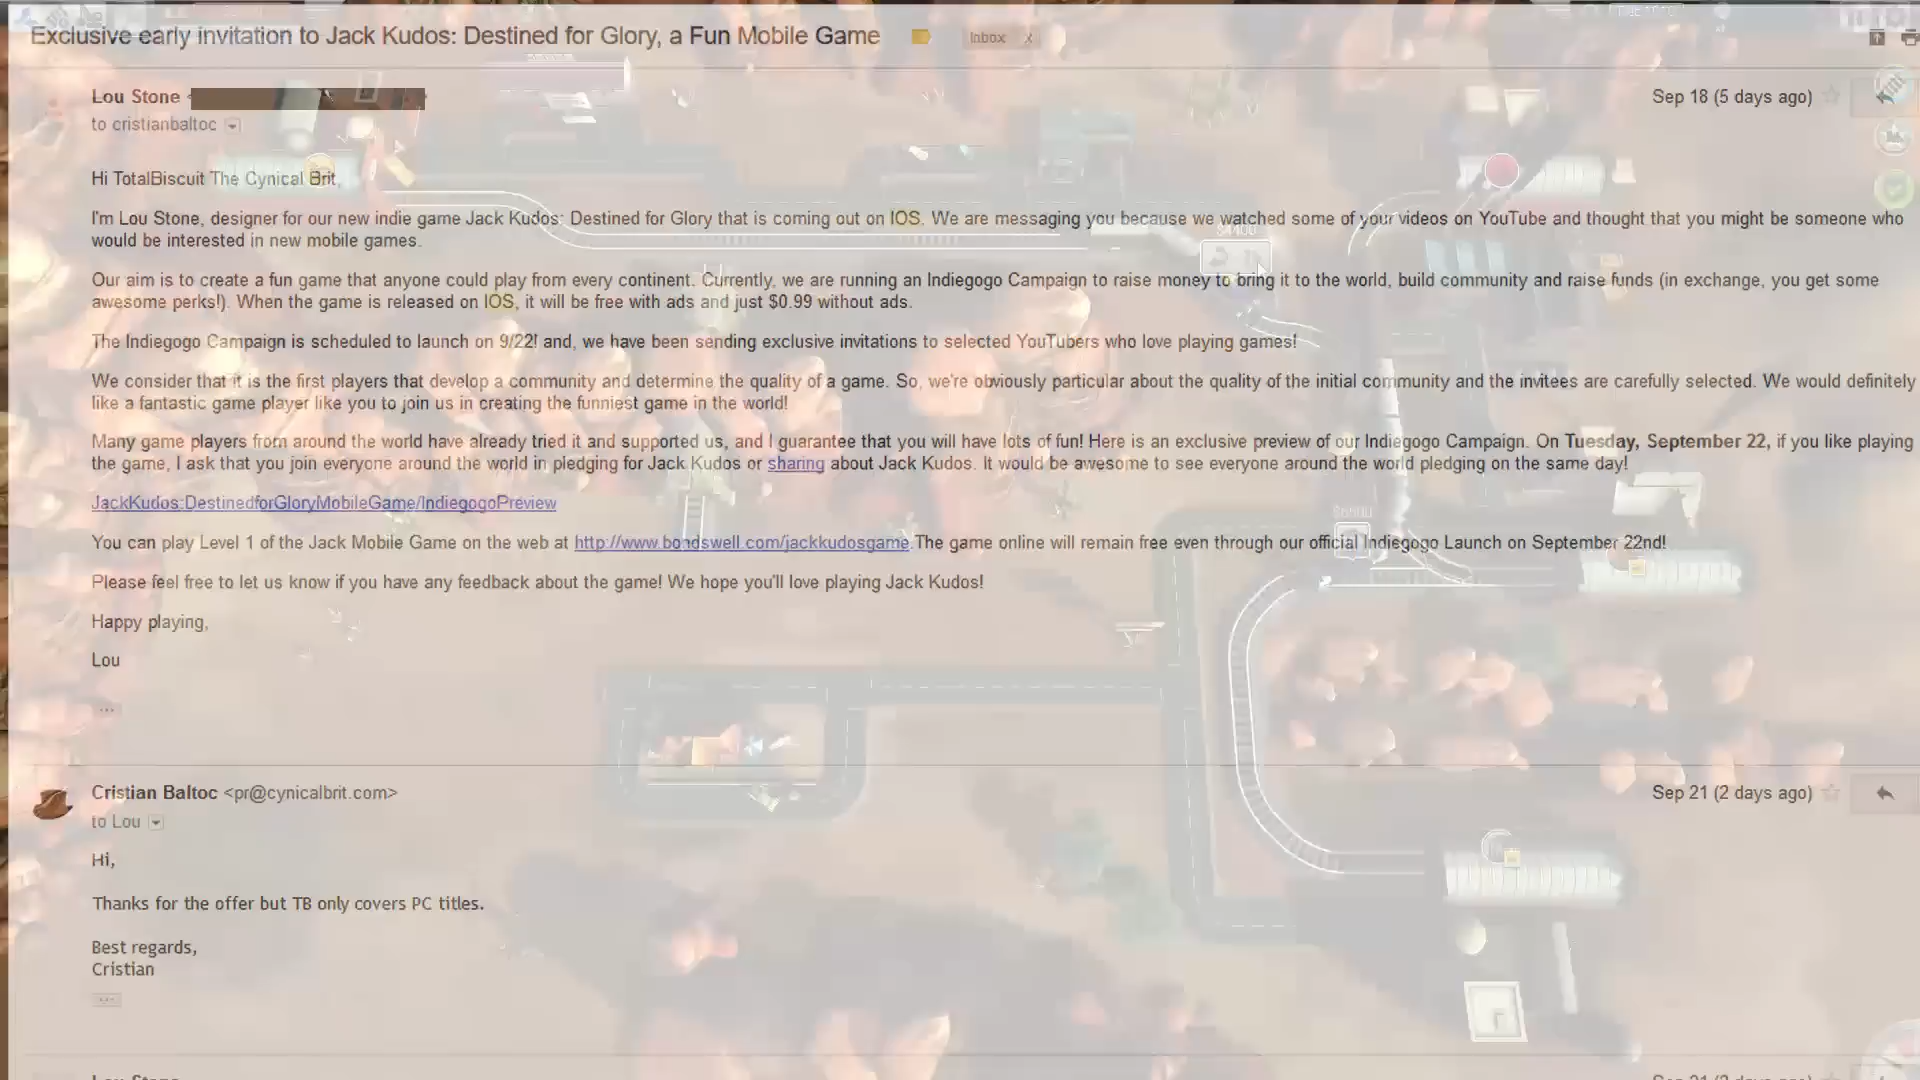 Exclusive early invitation to Jack Kudos: Destined for Glory, a Fun Mobile Game Inbox x
Lou Stone < Sep 18 (5 days ago)
to cristianbaltoc
Hi TotalBiscuit The Cynical Brit,
I'm Lou Stone, designer for our new indie game Jack Kudos: Destined for Glory that is coming out on IOS. We are messaging you because we watched some of your videos on YouTube and thought that you might be someone who
would be interested in new mobile games.
Our aim is to create a fun game that anyone could play from every continent. Currently, we are running an Indiegogo Campaign to raise money to bring it to the world, build community and raise funds (in exchange, you get some
awesome perks!). When the game is released on IOS, it will be free with ads and just $0.99 without ads.
The Indiegogo Campaign is scheduled to launch on 9/22! and, we have been sending exclusive invitations to selected YouTubers who love playing games!
We consider that it is the first players that develop a community and determine the quality of a game. So, we're obviously particular about the quality of the initial community and the invitees are carefully selected. We would definitely
like a fantastic game player like you to join us in creating the funniest game in the world!
Many game players from around the world have already tried it and supported us, and I guarantee that you will have lots of fun! Here is an exclusive preview of our Indiegogo Campaign. On Tuesday, September 22, if you like playing
the game, I ask that you join everyone around the world in pledging for Jack Kudos or sharing about Jack Kudos. It would be awesome to see everyone around the world pledging on the same day!
JackKudos:DestinedforGloryMobileGame/IndiegogoPreview
You can play Level 1 of the Jack Mobile Game on the web at http://www.bondswell.com/jackkudosgame.The game online will remain free even through our official Indiegogo Launch on September 22nd!
Please feel free to let us know if you have any feedback about the game! We hope you'll love playing Jack Kudos!
Happy playing,
Lou
...
Cristian Baltoc <pr@cynicalbrit.com> Sep 21 (2 days ago)
to Lou
Hi,
Thanks for the offer but TB only covers PC titles.
Best regards,
Cristian
...